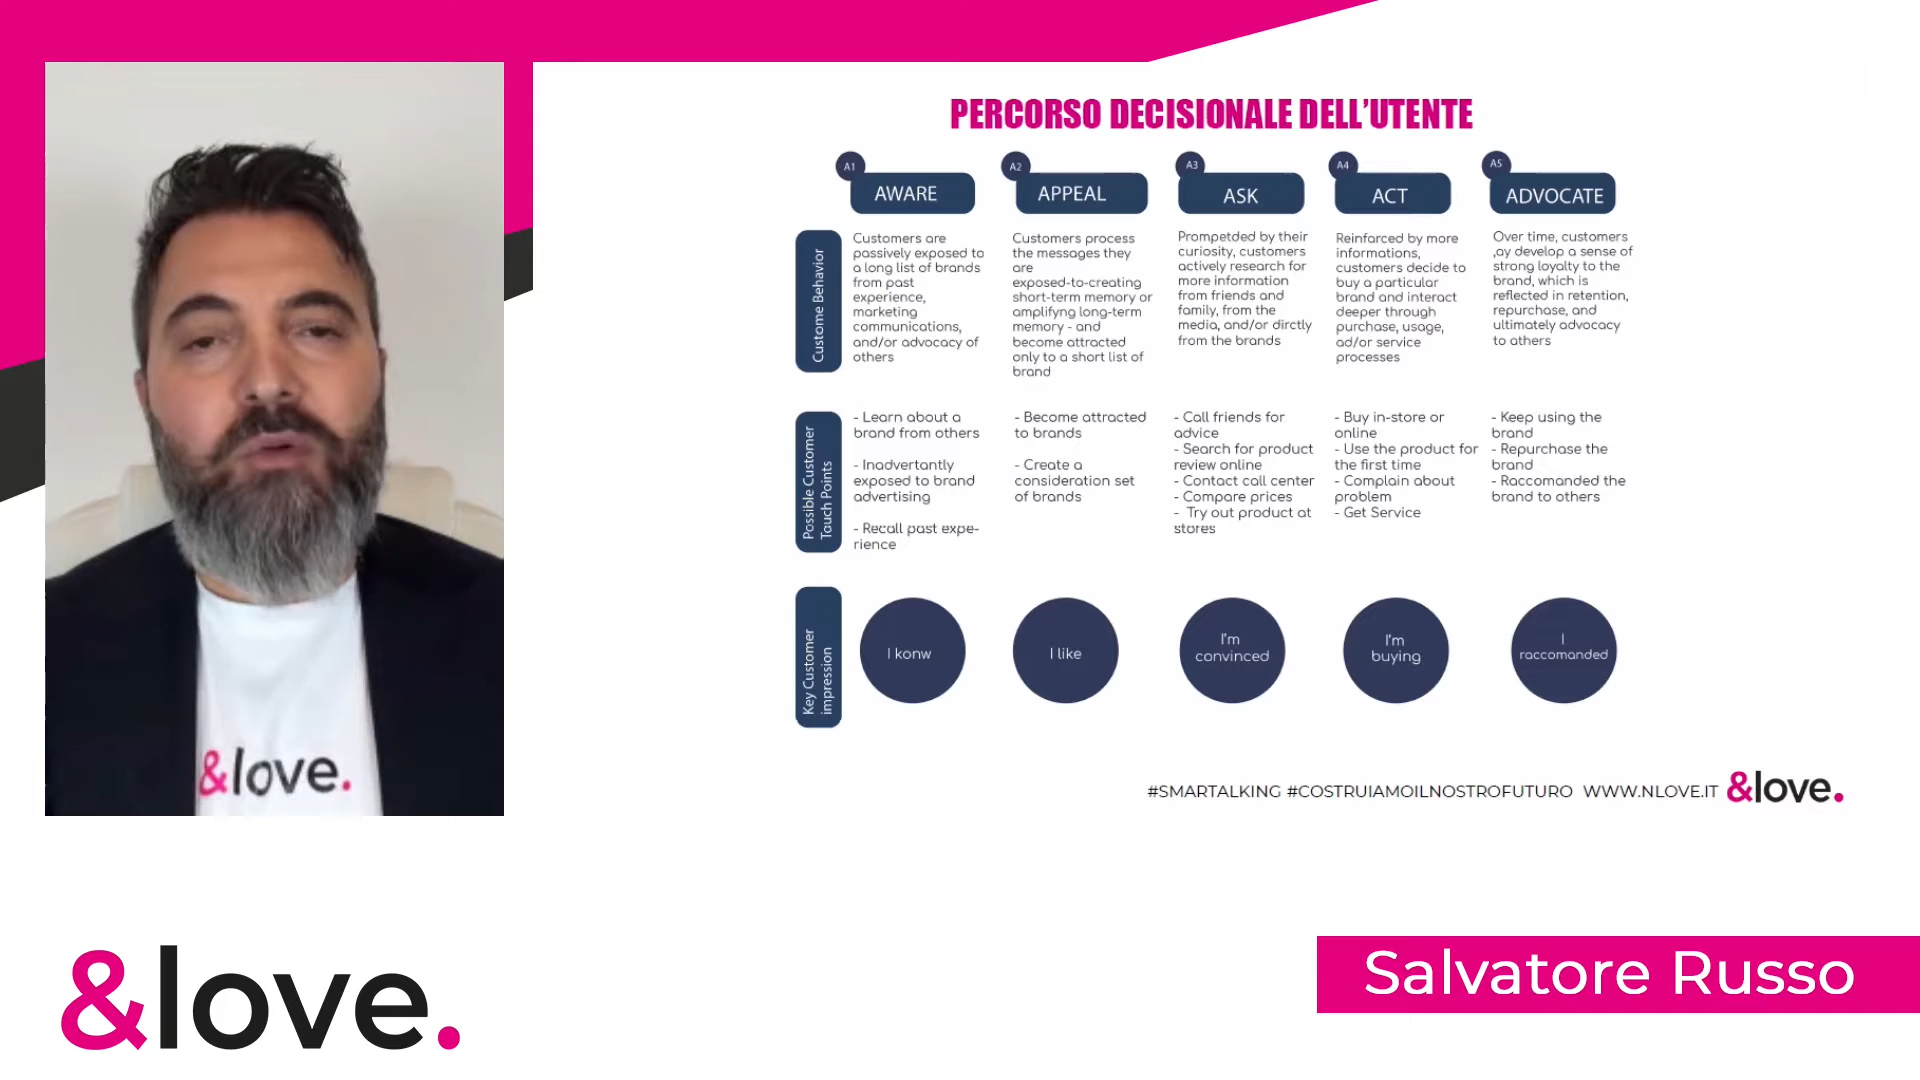 PERCORSO DECISIONALE DELL'UTENTE
A1
AWARE
A2
APPEAL
A3
ASK
A4
ACT
A5
ADVOCATE
Custome Behavior
Customers are
passively exposed to
a long list of brands
from past
experience,
marketing
communications,
and/or advocacy of
others
Customers process
the messages they
are
exposed-to-creating
short-term memory or
amplifyng long-term
memory - and
become attracted
only to a short list of
brand
Prompetded by their
curiosity, customers
actively research for
more information
from friends and
family, from the
media, and/or dirctly
from the brands
Reinfarced by more
informations,
customers decide to
buy a particular
brand and interact
deeper through
purchase, usage,
ad/or service
processes
Over time, customers
,ay develop a sense of
strong loyalty to the
brand, which is
reflected in retention,
repurchase, and
ultimately advocacy
to others
Possible Customer
Tauch Points
- Learn about a
brand from others
- Inadvertantly
exposed to brand
advertising
- Recall past expe-
rience
- Become attracted
to brands
- Create a
consideration set
of brands
- Call friends for
advice
- Search for product
review online
- Contact call center
- Compare prices
- Try out product at
stores
- Buy in-store or
online
- Use the product for
the first time
- Complain about
problem
- Get Service
- Keep using the
brand
- Repurchase the
brand
- Raccomanded the
brand to others
Key Customer
impression
I konw
I like
I'm
convinced
I'm
buying
I
raccomanded
&love.
#SMARTALKING #COSTRUIAMOILNOSTROFUTURO WWW.NLOVE.IT &love.
&love.
Salvatore Russo